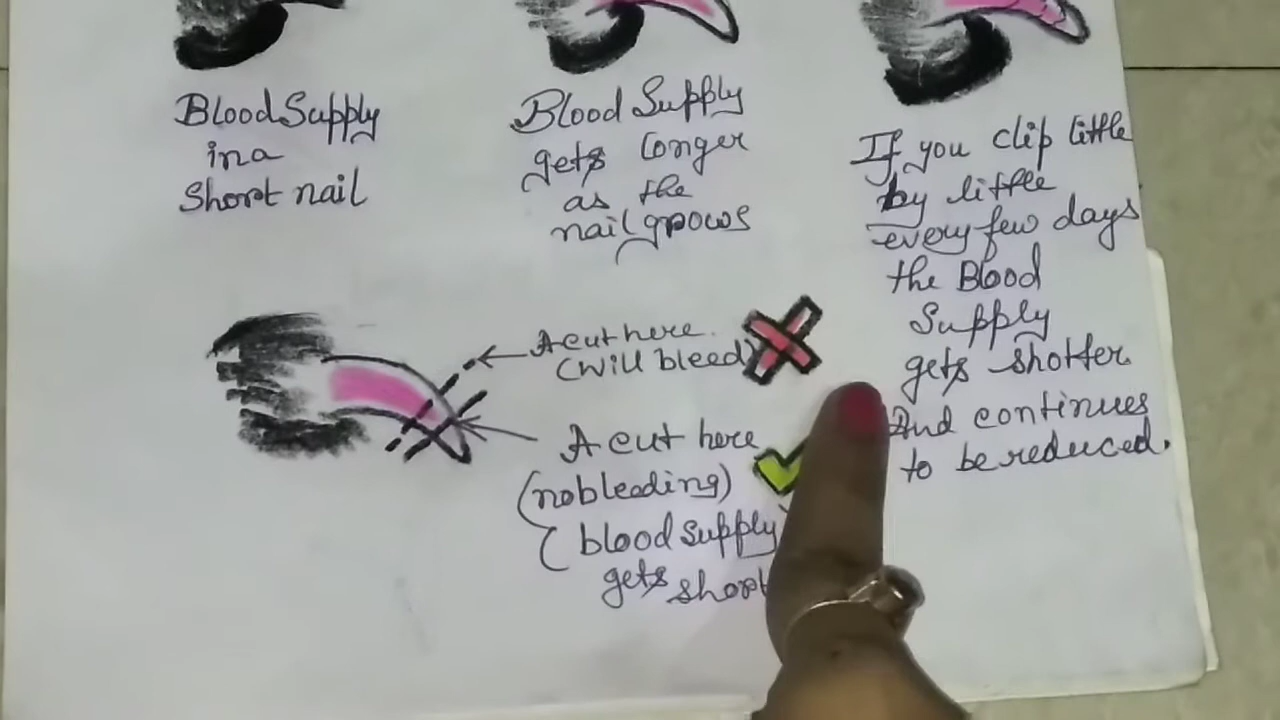 Blood Supply
in a
Short nail
Blood Supply
gets longer
as the
nail grows
If you clip little
by little
every few days
the Blood
Supply
gets shotter
And continues
to be reduced.
A cut here.
(will bleed)
A cut here
(no bleeding)
( blood supply
gets